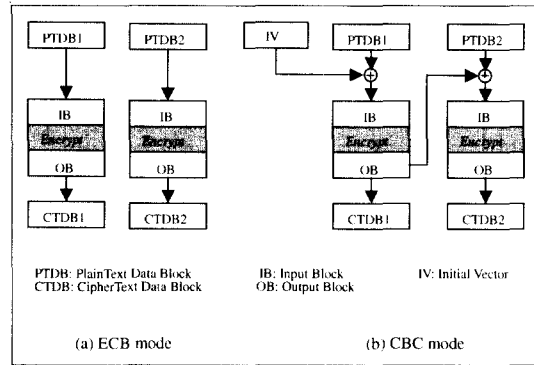 PTDB1 PTDB2 IV PTDB1 PTDB2
IB IB IB IB
Encrypt Encrypt Encrypt Encrypt
OB OB OB OB
CTDB1 CTDB2 CTDB1 CTDB2
PTDB: PlainText Data Block IB: Input Block IV: Initial Vector
CTDB: CipherText Data Block OB: Output Block
(a) ECB mode (b) CBC mode